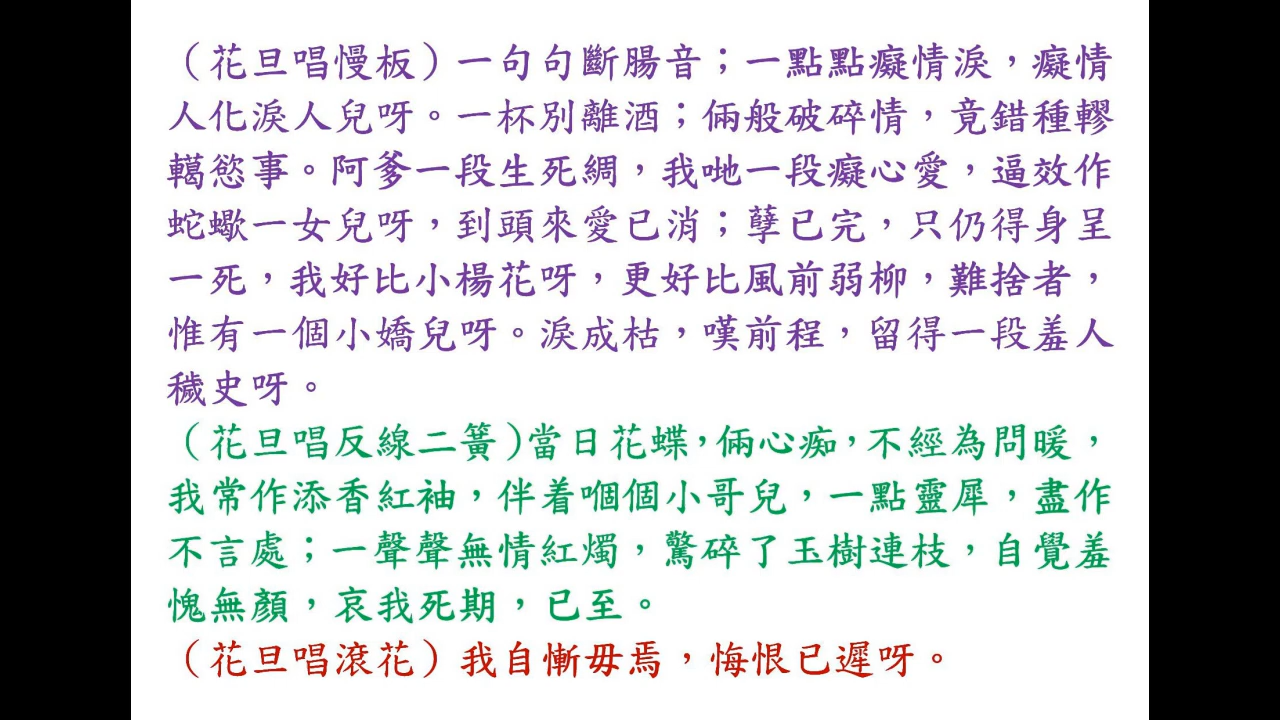 （花旦唱慢板）一句句斷腸音；一點點癡情淚，癡情
人化淚人兒呀。一杯別離酒；倆般破碎情，竟錯種轇
轕慾事。阿爹一段生死綢，我哋一段癡心愛，逼效作
蛇蠍一女兒呀，到頭來愛已消；孽已完，只仍得身呈
一死，我好比小楊花呀，更好比風前弱柳，難捨者，
惟有一個小嬌兒呀。淚成枯，嘆前程，留得一段羞人
穢史呀。
（花旦唱反線二簧)當日花蝶，倆心痴，不經為問暖，
我常作添香紅袖，伴着嗰個小哥兒，一點靈犀，盡作
不言處；一聲聲無情紅燭，驚碎了玉樹連枝，自覺羞
愧無顏，哀我死期，已至。
（花旦唱滾花）我自慚毋焉，悔恨已遲呀。